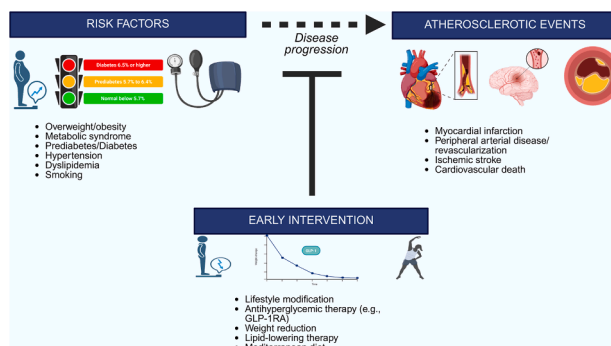 RISK FACTORS
Disease
progression
ATHEROSCLEROTIC EVENTS
Diabetes 6.5% or higher
Prediabetes 5.7% to 6.4%
Normal below 5.7%
• Overweight/obesity
• Metabolic syndrome
• Prediabetes/Diabetes
• Hypertension
• Dyslipidemia
• Smoking
• Myocardial infarction
• Peripheral arterial disease/
revascularization
• Ischemic stroke
• Cardiovascular death
EARLY INTERVENTION
GLP-1
• Lifestyle modification
• Antihyperglycemic therapy (e.g.,
GLP-1RA)
• Weight reduction
• Lipid-lowering therapy